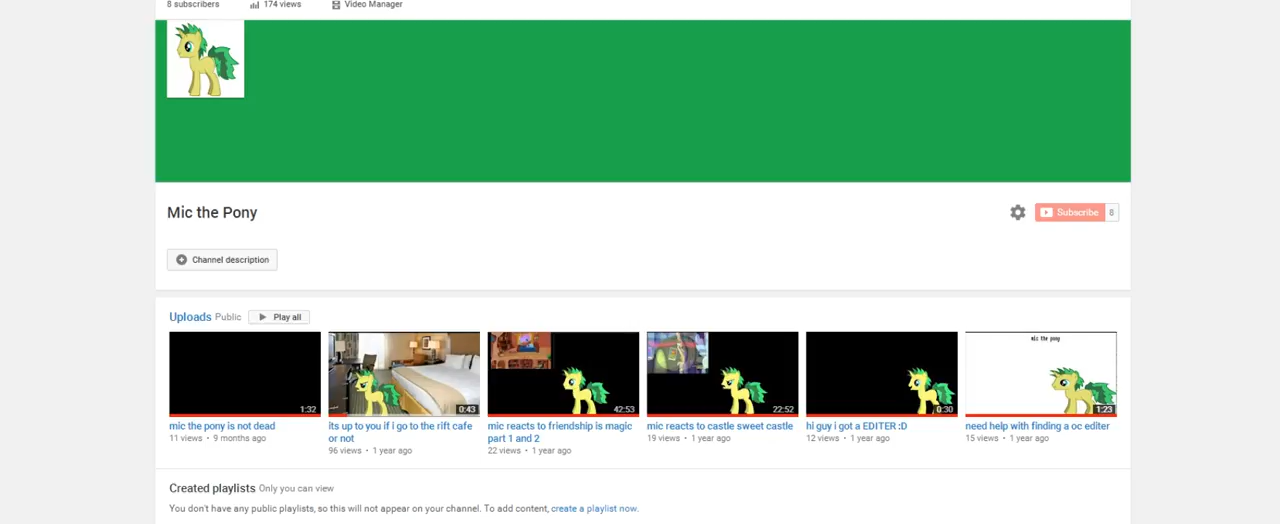 8 subscribers 174 views Video Manager
Mic the Pony
Subscribe 8
Channel description
Uploads Public Play all
1:32 0:43 42:53 22:52 0:30 1:23
mic the pony
mic the pony is not dead
11 views • 9 months ago
its up to you if i go to the rift cafe
or not
96 views • 1 year ago
mic reacts to friendship is magic
part 1 and 2
22 views • 1 year ago
mic reacts to castle sweet castle
19 views • 1 year ago
hi guy i got a EDITER :D
12 views • 1 year ago
need help with finding a oc editer
15 views • 1 year ago
Created playlists Only you can view
You don't have any public playlists, so this will not appear on your channel. To add content, create a playlist now.